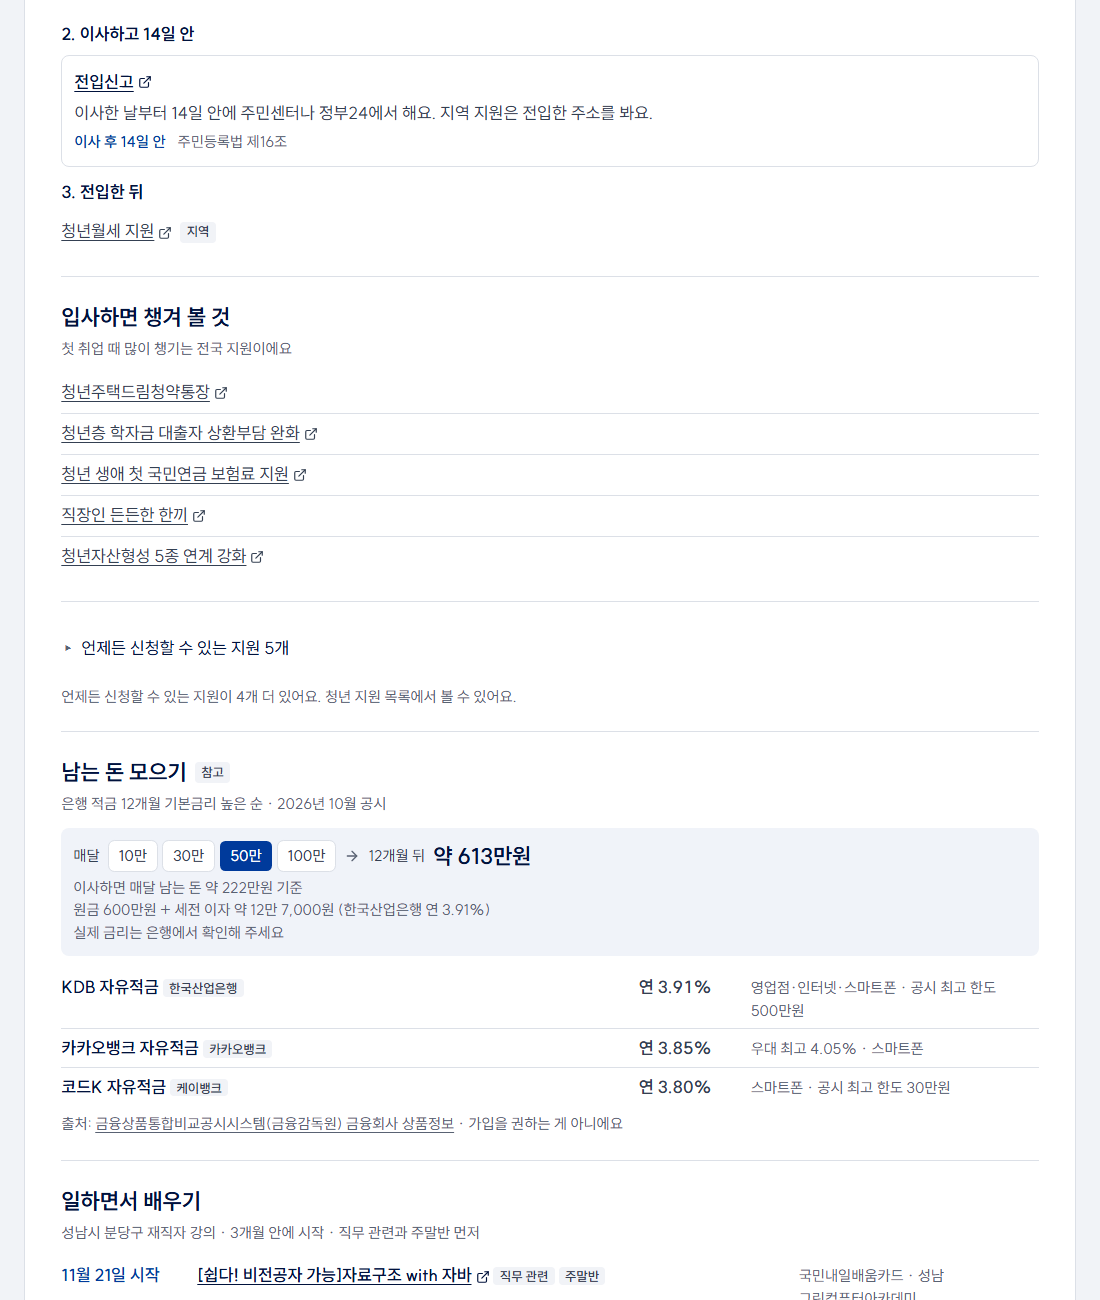 2. 이사하고 14일 안
전입신고
이사한 날부터 14일 안에 주민센터나 정부24에서 해요. 지역 지원은 전입한 주소를 봐요.
이사 후 14일 안 주민등록법 제16조
3. 전입한 뒤
청년월세 지원 지역
입사하면 챙겨 볼 것
첫 취업 때 많이 챙기는 전국 지원이에요
청년주택드림청약통장
청년층 학자금 대출자 상환부담 완화
청년 생애 첫 국민연금 보험료 지원
직장인 든든한 한끼
청년자산형성 5종 연계 강화
▸ 언제든 신청할 수 있는 지원 5개
언제든 신청할 수 있는 지원이 4개 더 있어요. 청년 지원 목록에서 볼 수 있어요.
남는 돈 모으기 참고
은행 적금 12개월 기본금리 높은 순 · 2026년 10월 공시
매달 10만 30만 50만 100만 → 12개월 뒤 약 613만원
이사하면 매달 남는 돈 약 222만원 기준
원금 600만원 + 세전 이자 약 12만 7,000원 (한국산업은행 연 3.91%)
실제 금리는 은행에서 확인해 주세요
KDB 자유적금 한국산업은행 연 3.91% 영업점·인터넷·스마트폰 · 공시 최고 한도
500만원
카카오뱅크 자유적금 카카오뱅크 연 3.85% 우대 최고 4.05% · 스마트폰
코드K 자유적금 케이뱅크 연 3.80% 스마트폰 · 공시 최고 한도 30만원
출처: 금융상품통합비교공시시스템(금융감독원) 금융회사 상품정보 · 가입을 권하는 게 아니에요
일하면서 배우기
성남시 분당구 재직자 강의 · 3개월 안에 시작 · 직무 관련과 주말반 먼저
11월 21일 시작 [쉽다! 비전공자 가능]자료구조 with 자바 직무 관련 주말반 국민내일배움카드 · 성남
그린컴퓨터아카데미